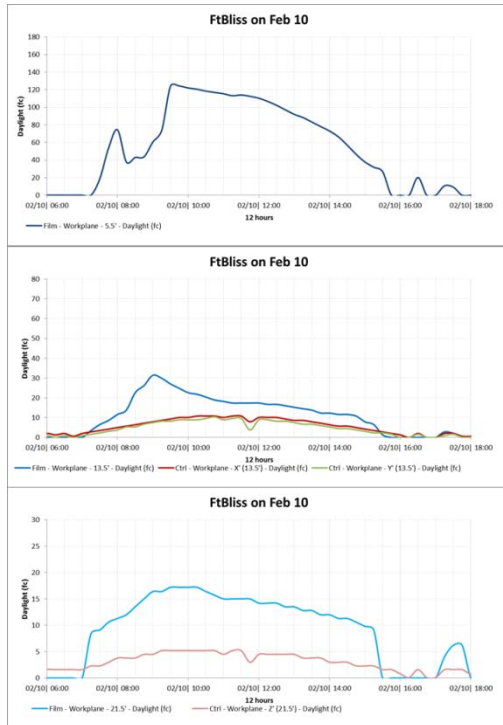 FtBliss on Feb 10
180
160
140
120
100
80
60
40
20
0
Daylight (fc)
02/10| 06:00 02/10| 08:00 02/10| 10:00 02/10| 12:00 02/10| 14:00 02/10| 16:00 02/10| 18:00
12 hours
Film - Workplane - 5.5' - Daylight (fc)
FtBliss on Feb 10
80
70
60
50
40
30
20
10
0
Daylight (fc)
02/10| 06:00 02/10| 08:00 02/10| 10:00 02/10| 12:00 02/10| 14:00 02/10| 16:00 02/10| 18:00
12 hours
Film - Workplane - 13.5' - Daylight (fc) Ctrl - Workplane - X' (13.5') - Daylight (fc) Ctrl - Workplane - Y' (13.5') - Daylight (fc)
FtBliss on Feb 10
30
25
20
15
10
5
0
Daylight (fc)
02/10| 06:00 02/10| 08:00 02/10| 10:00 02/10| 12:00 02/10| 14:00 02/10| 16:00 02/10| 18:00
12 hours
Film - Workplane - 21.5' - Daylight (fc) Ctrl - Workplane - Z' (21.5') - Daylight (fc)